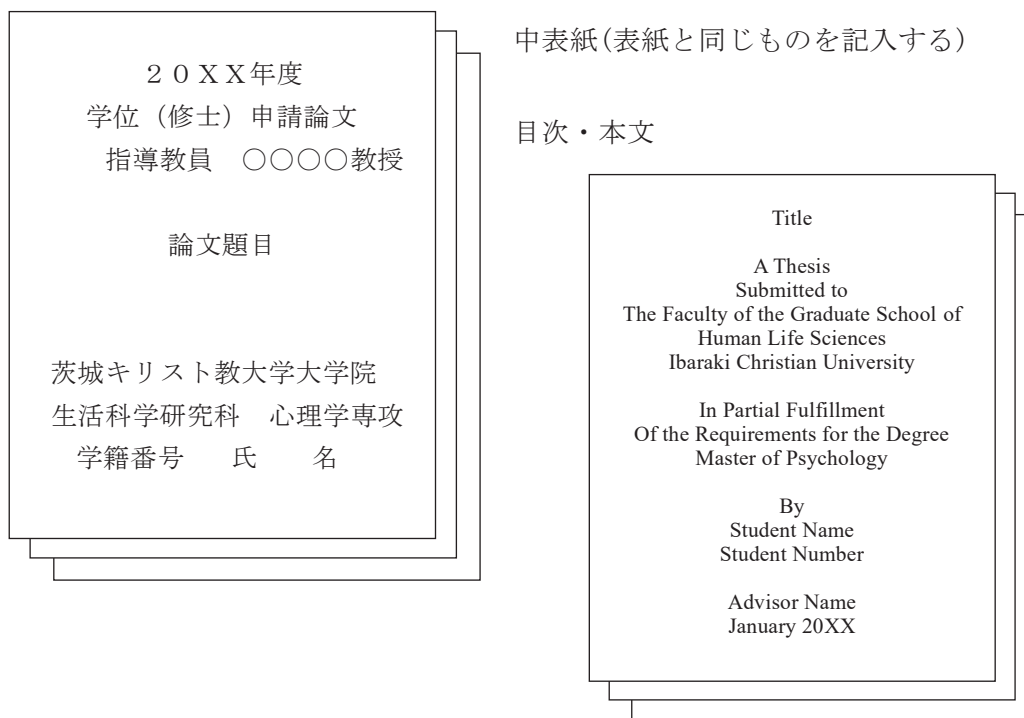 ２０ＸＸ年度
学位（修士）申請論文
指導教員　○○○○教授
論文題目
茨城キリスト教大学大学院
生活科学研究科　心理学専攻
学籍番号　氏　名
中表紙(表紙と同じものを記入する)
目次・本文
Title
A Thesis
Submitted to
The Faculty of the Graduate School of
Human Life Sciences
Ibaraki Christian University
In Partial Fulfillment
Of the Requirements for the Degree
Master of Psychology
By
Student Name
Student Number
Advisor Name
January 20XX